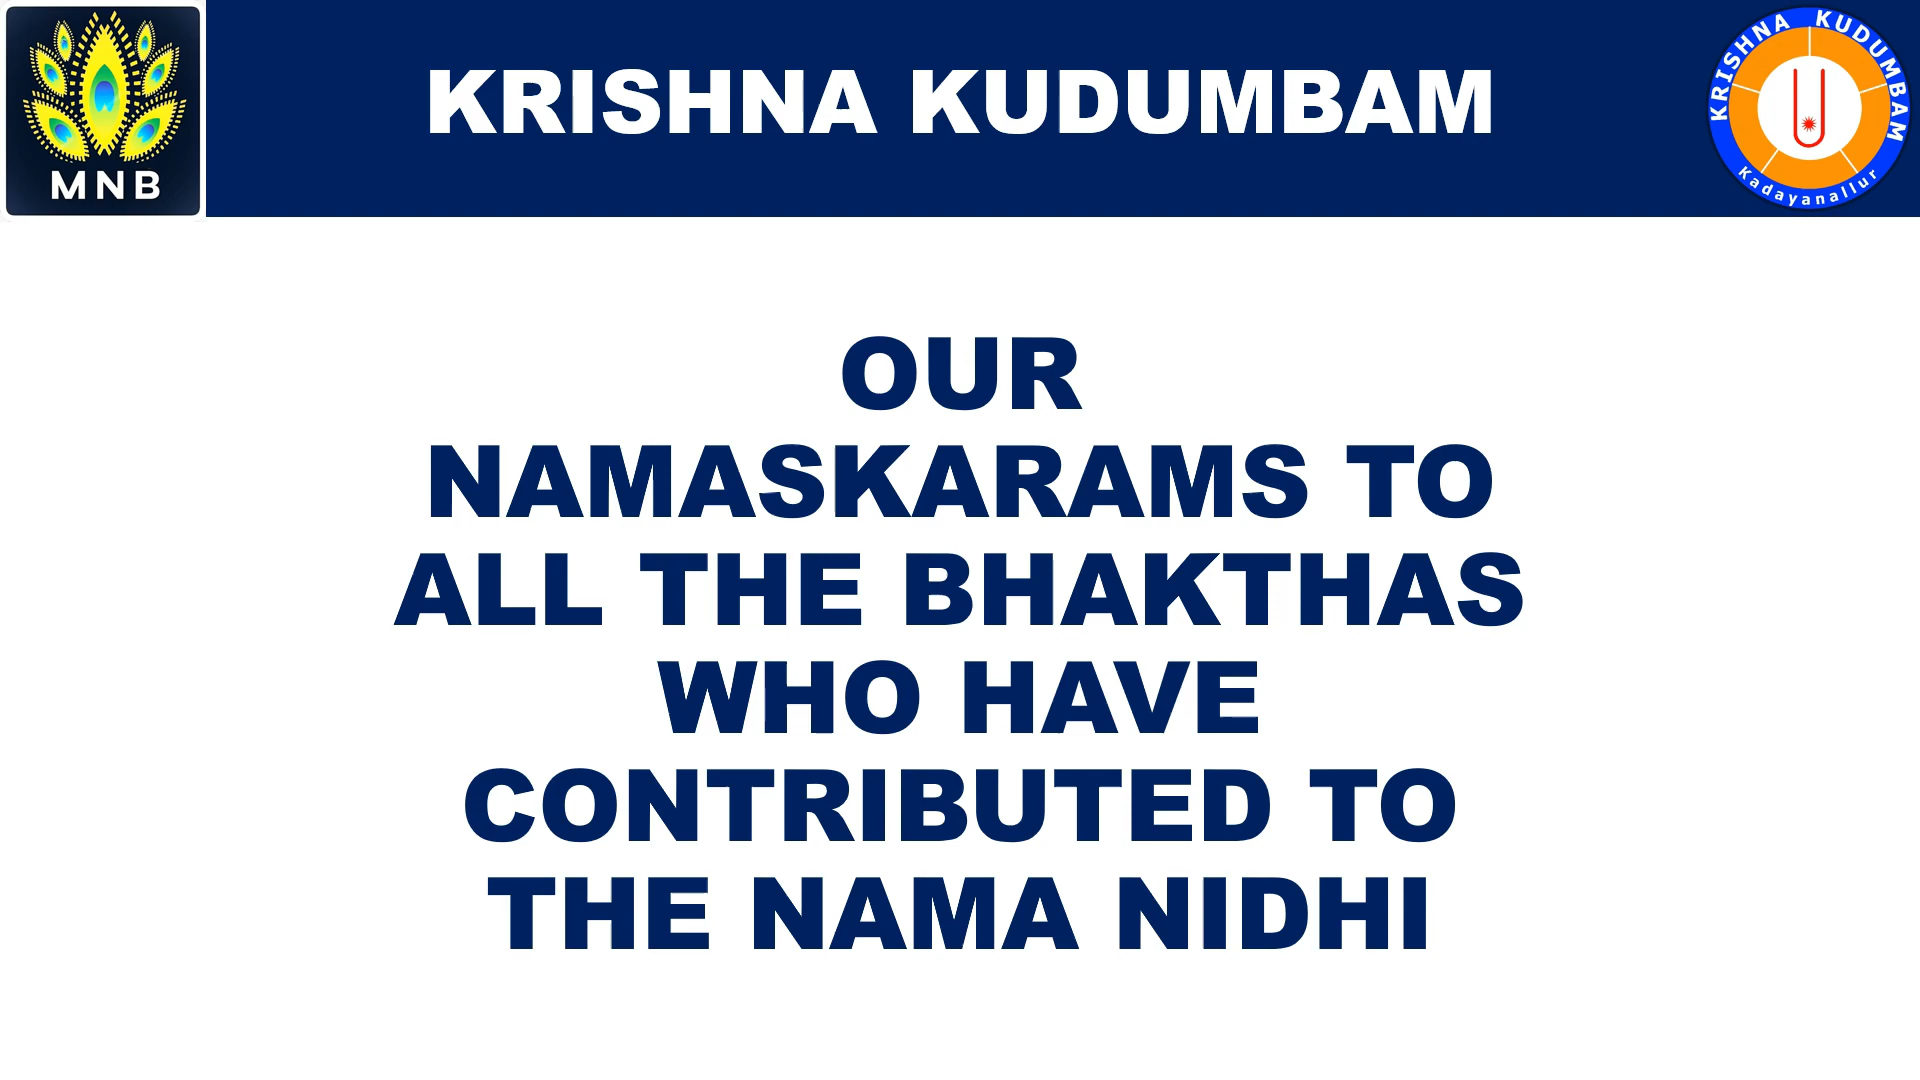 MNB
KRISHNA KUDUMBAM
KRISHNA KUDUMBAM
Kadayanallur
OUR
NAMASKARAMS TO
ALL THE BHAKTHAS
WHO HAVE
CONTRIBUTED TO
THE NAMA NIDHI